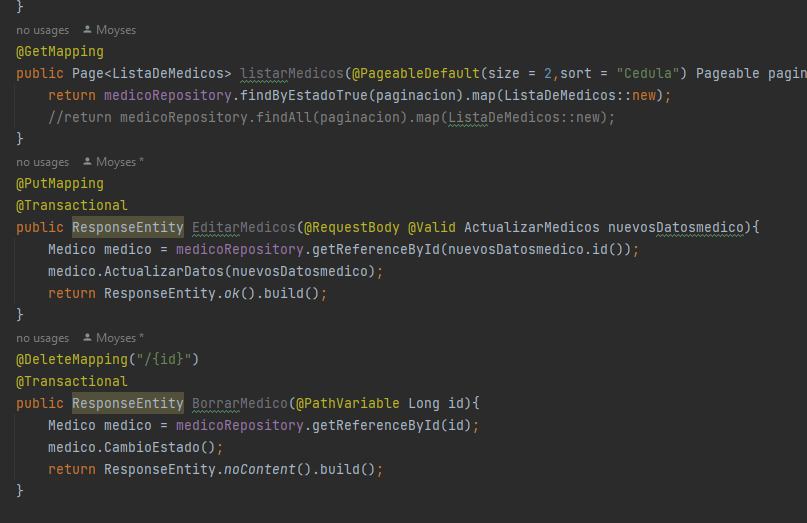 }
no usages Moyses
@GetMapping
public Page<ListaDeMedicos> listarMedicos(@PageableDefault(size = 2,sort = "Cedula") Pageable pagin
return medicoRepository.findByEstadoTrue(paginacion).map(ListaDeMedicos::new);
//return medicoRepository.findAll(paginacion).map(ListaDeMedicos::new);
}
no usages Moyses *
@PutMapping
@Transactional
public ResponseEntity EditarMedicos(@RequestBody @Valid ActualizarMedicos nuevosDatosmedico){
Medico medico = medicoRepository.getReferenceById(nuevosDatosmedico.id());
medico.ActualizarDatos(nuevosDatosmedico);
return ResponseEntity.ok().build();
}
no usages Moyses *
@DeleteMapping("/{id}")
@Transactional
public ResponseEntity BorrarMedico(@PathVariable Long id){
Medico medico = medicoRepository.getReferenceById(id);
medico.CambioEstado();
return ResponseEntity.noContent().build();
}